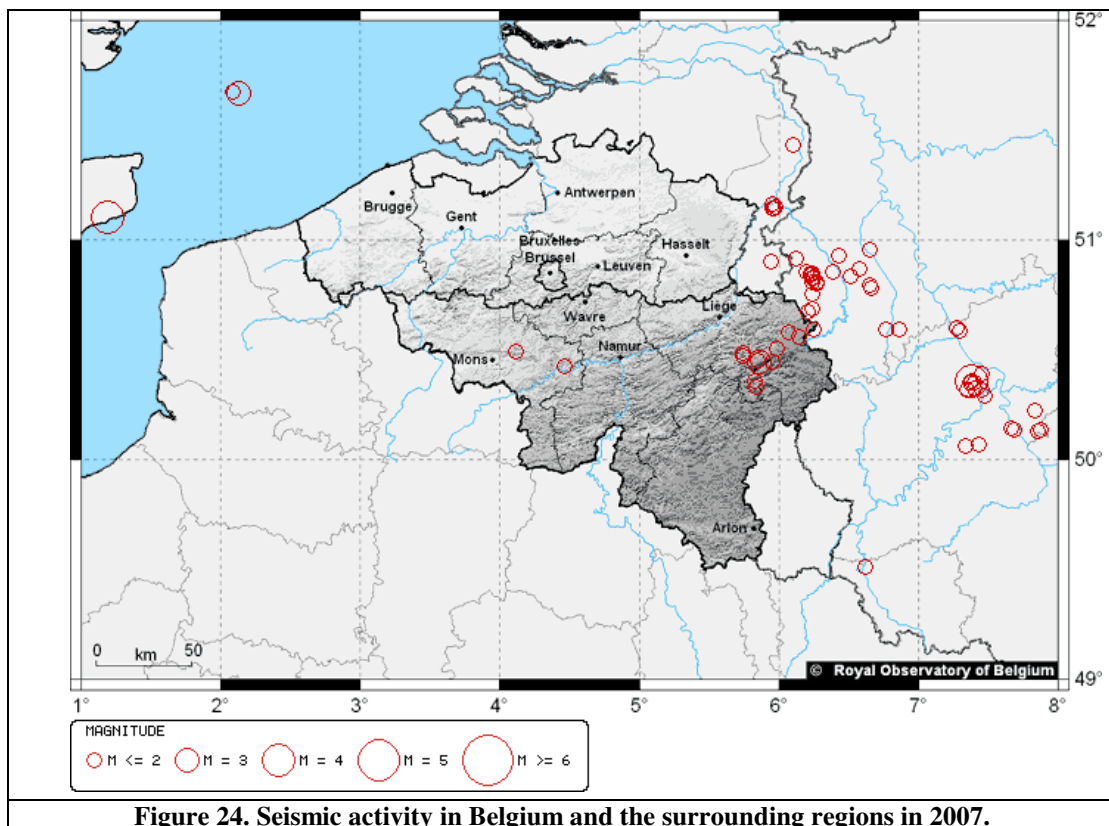 52°
Antwerpen
Brugge
Gent
51°
Bruxelles
Brussel
Hasselt
Leuven
Liège
Wavre
Namur
Mons
50°
Arlon
0 km 50
© Royal Observatory of Belgium
49°
1° 2° 3° 4° 5° 6° 7° 8°
MAGNITUDE
M <= 2 M = 3 M = 4 M = 5 M >= 6
Figure 24. Seismic activity in Belgium and the surrounding regions in 2007.